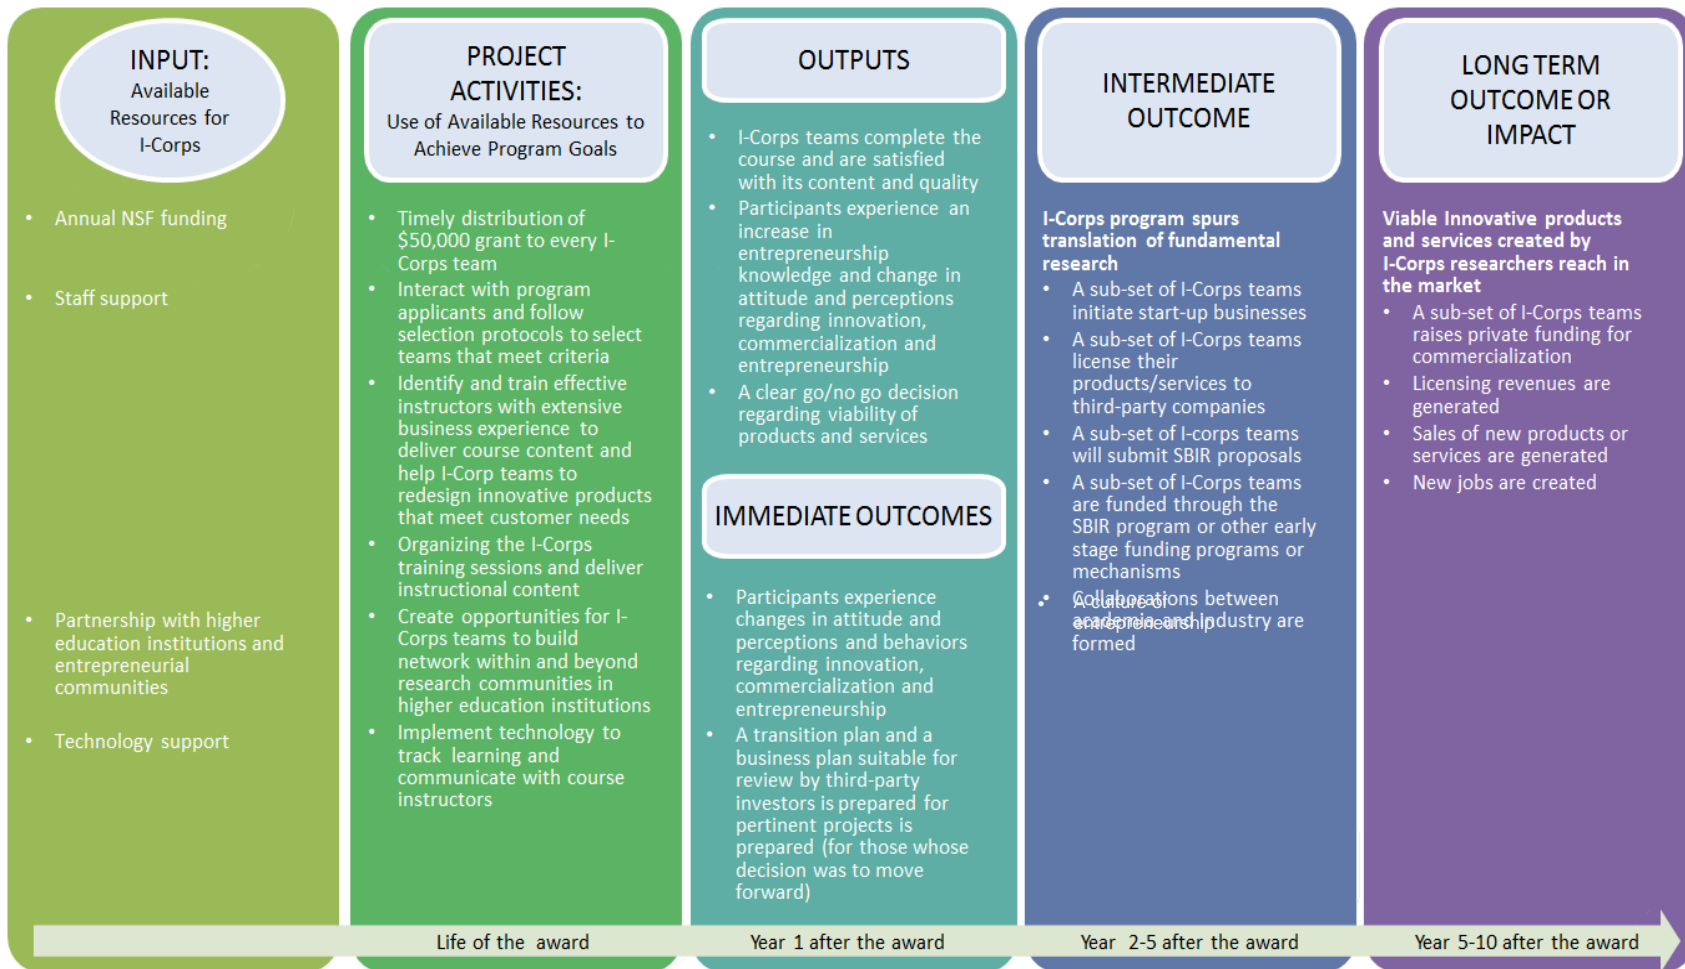 INPUT:
Available
Resources for
I-Corps
• Annual NSF funding
• Staff support
• Partnership with higher
education institutions and
entrepreneurial
communities
• Technology support
PROJECT
ACTIVITIES:
Use of Available Resources to
Achieve Program Goals
• Timely distribution of
$50,000 grant to every I-
Corps team
• Interact with program
applicants and follow
selection protocols to select
teams that meet criteria
• Identify and train effective
instructors with extensive
business experience to
deliver course content and
help I-Corp teams to
redesign innovative products
that meet customer needs
• Organizing the I-Corps
training sessions and deliver
instructional content
• Create opportunities for I-
Corps teams to build
network within and beyond
research communities in
higher education institutions
• Implement technology to
track learning and
communicate with course
instructors
OUTPUTS
• I-Corps teams complete the
course and are satisfied
with its content and quality
• Participants experience an
increase in
entrepreneurship
knowledge and change in
attitude and perceptions
regarding innovation,
commercialization and
entrepreneurship
• A clear go/no go decision
regarding viability of
products and services
IMMEDIATE OUTCOMES
• Participants experience
changes in attitude and
perceptions and behaviors
regarding innovation,
commercialization and
entrepreneurship
• A transition plan and a
business plan suitable for
review by third-party
investors is prepared for
pertinent projects is
prepared (for those whose
decision was to move
forward)
INTERMEDIATE
OUTCOME
I-Corps program spurs
translation of fundamental
research
• A sub-set of I-Corps teams
initiate start-up businesses
• A sub-set of I-Corps teams
license their
products/services to
third-party companies
• A sub-set of I-corps teams
will submit SBIR proposals
• A sub-set of I-Corps teams
are funded through the
SBIR program or other early
stage funding programs or
mechanisms
• Collaborations between
academia and industry are
formed
• A culture of
entrepreneurship
LONG TERM
OUTCOME OR
IMPACT
Viable Innovative products
and services created by
I-Corps researchers reach in
the market
• A sub-set of I-Corps teams
raises private funding for
commercialization
• Licensing revenues are
generated
• Sales of new products or
services are generated
• New jobs are created
Life of the award
Year 1 after the award
Year 2-5 after the award
Year 5-10 after the award